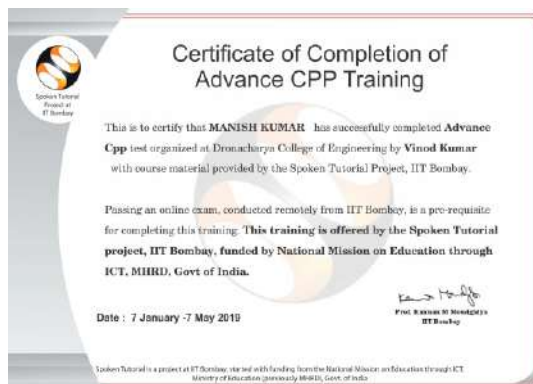 Spoken Tutorial
Project at
IIT Bombay
Certificate of Completion of
Advance CPP Training
This is to certify that MANISH KUMAR has successfully completed Advance
Cpp test organized at Dronacharya College of Engineering by Vinod Kumar
with course material provided by the Spoken Tutorial Project, IIT Bombay.
Passing an online exam, conducted remotely from IIT Bombay, is a pre-requisite
for completing this training. This training is offered by the Spoken Tutorial
project, IIT Bombay, funded by National Mission on Education through
ICT, MHRD, Govt of India.
Date : 7 January -7 May 2019
Prof. Kannan M Moudgalya
IIT Bombay
Spoken Tutorial is a project at IIT Bombay, started with funding from the National Mission on Education through ICT,
Ministry of Education (previously MHRD), Govt. of India